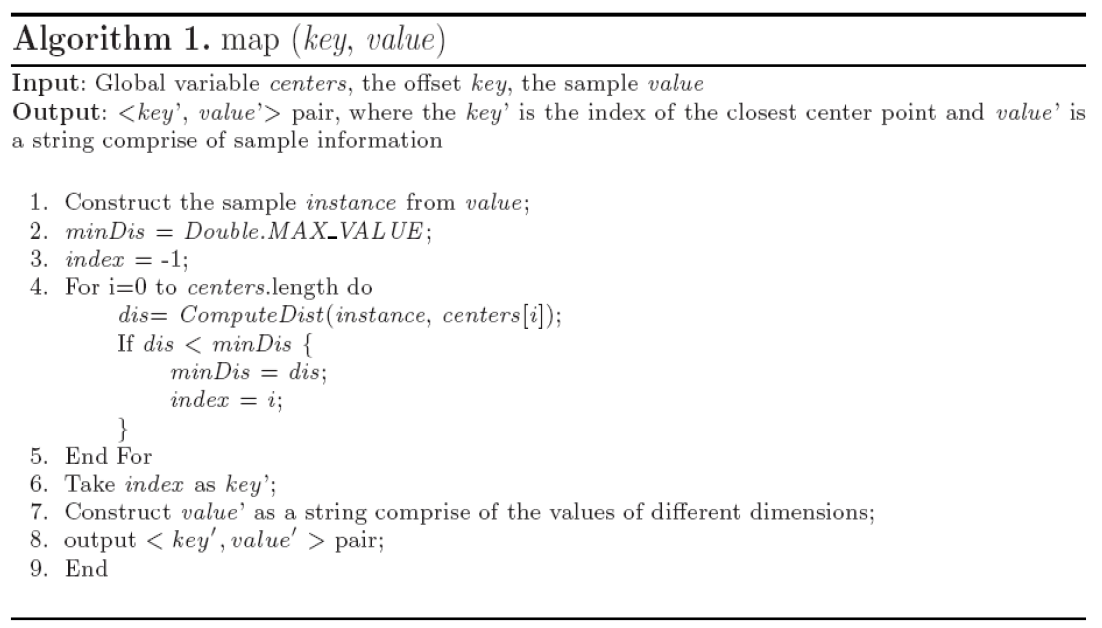 Algorithm 1. map (key, value)
Input: Global variable centers, the offset key, the sample value
Output: <key', value'> pair, where the key' is the index of the closest center point and value' is
a string comprise of sample information
1. Construct the sample instance from value;
2. minDis = Double.MAX_VALUE;
3. index = -1;
4. For i=0 to centers.length do
dis= ComputeDist(instance, centers[i]);
If dis < minDis {
minDis = dis;
index = i;
}
5. End For
6. Take index as key';
7. Construct value' as a string comprise of the values of different dimensions;
8. output < key', value' > pair;
9. End